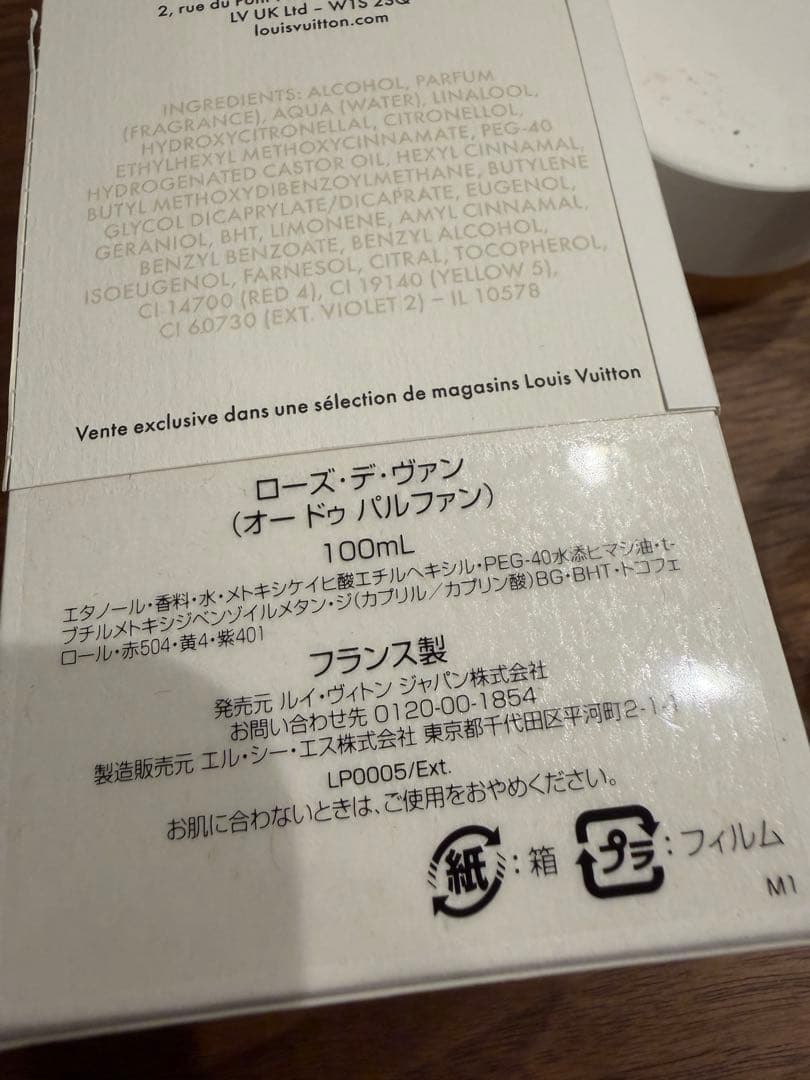 2, rue du
LV UK Ltd – W1S
louisvuitton.com
INGREDIENTS: ALCOHOL, PARFUM
(FRAGRANCE), AQUA (WATER), LINALOOL,
HYDROXYCITRONELLAL, CITRONELLOL,
ETHYLHEXYL METHOXYCINNAMATE, PEG-40
HYDROGENATED CASTOR OIL, HEXYL CINNAMAL,
BUTYL METHOXYDIBENZOYLMETHANE, BUTYLENE
GLYCOL DICAPRYLATE/DICAPRATE, EUGENOL,
GERANIOL, BHT, LIMONENE, AMYL CINNAMAL,
BENZYL BENZOATE, BENZYL ALCOHOL,
ISOEUGENOL, FARNESOL, CITRAL, TOCOPHEROL,
CI 14700 (RED 4), CI 19140 (YELLOW 5),
CI 60730 (EXT. VIOLET 2) – IL 10578
Vente exclusive dans une sélection de magasins Louis Vuitton
ローズ・デ・ヴァン
(オー ドゥ パルファン)
100mL
エタノール・香料・水・メトキシケイヒ酸エチルヘキシル・PEG-40水添ヒマシ油・t-
ブチルメトキシジベンゾイルメタン・ジ(カプリル/カプリン酸)BG・BHT・トコフェ
ロール・赤504・黄4・紫401
フランス製
発売元 ルイ・ヴィトン ジャパン株式会社
お問い合わせ先 0120-00-1854
製造販売元 エル・シー・エス株式会社 東京都千代田区平河町2-1-1
LP0005/Ext.
お肌に合わないときは、ご使用をおやめください。
紙:箱 プラ:フィルム
M1